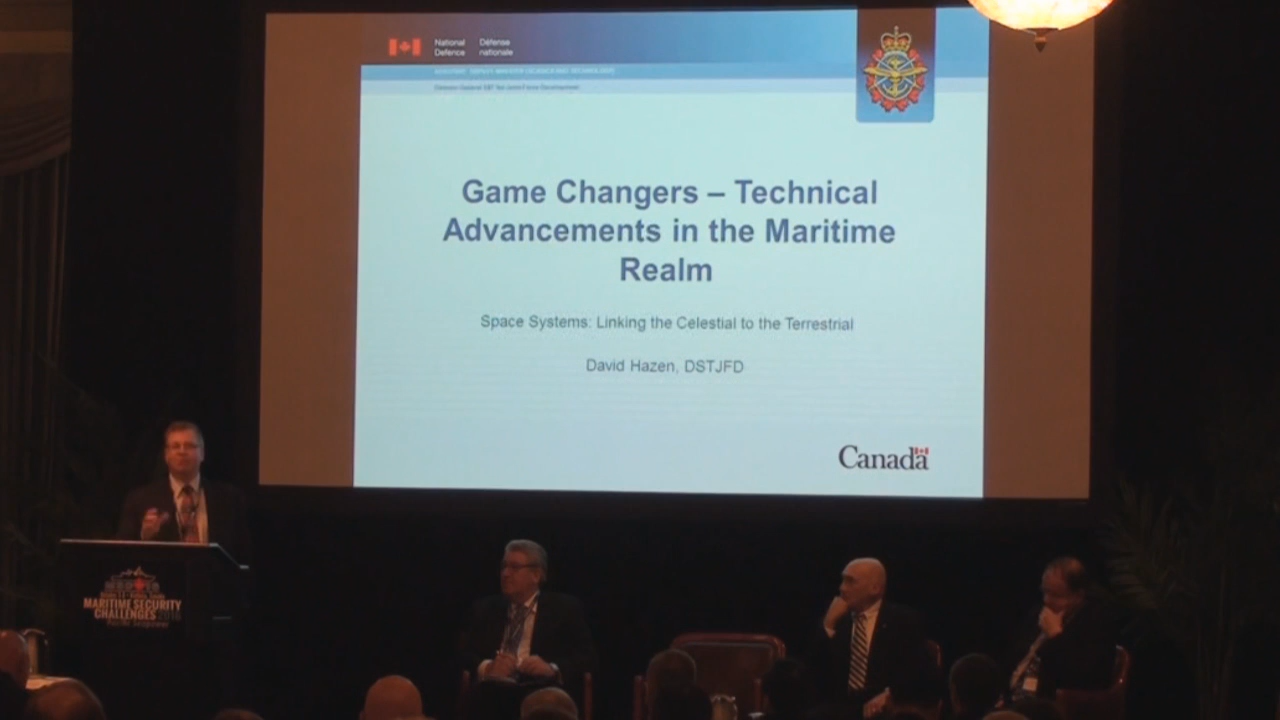 National Défense
Defence nationale
Game Changers – Technical
Advancements in the Maritime
Realm
Space Systems: Linking the Celestial to the Terrestrial
David Hazen, DSTJFD
Canada
MARITIME SECURITY
CHALLENGES